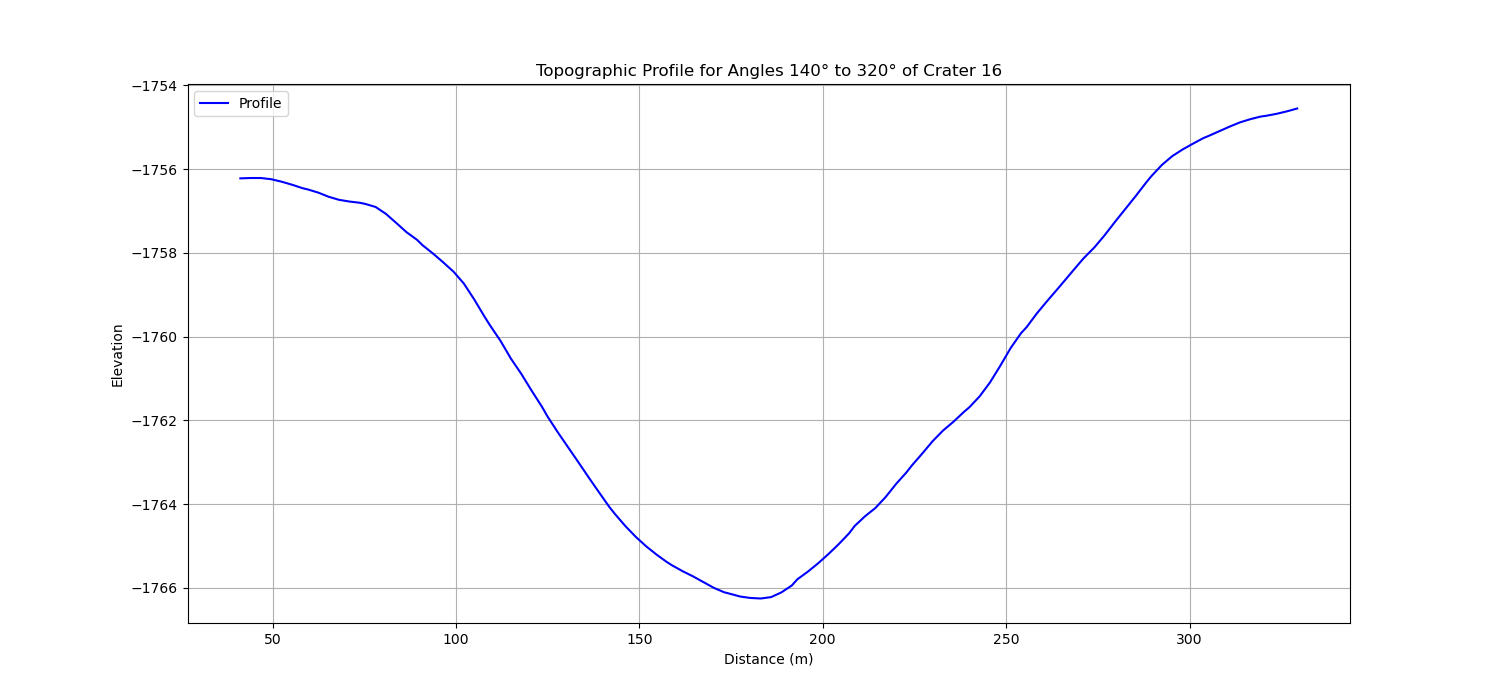 Topographic Profile for Angles 140° to 320° of Crater 16
Profile
−1754
−1756
−1758
−1760
−1762
−1764
−1766
Elevation
50 100 150 200 250 300
Distance (m)